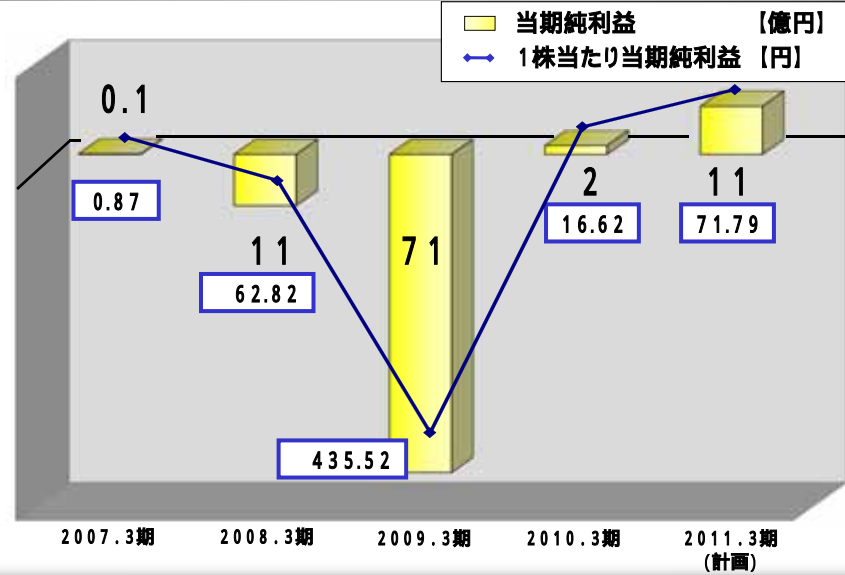 当期純利益 【億円】
1株当たり当期純利益 【円】
0.1
0.87
11
62.82
71
435.52
2
16.62
11
71.79
2007.3期 2008.3期 2009.3期 2010.3期 2011.3期
(計画)